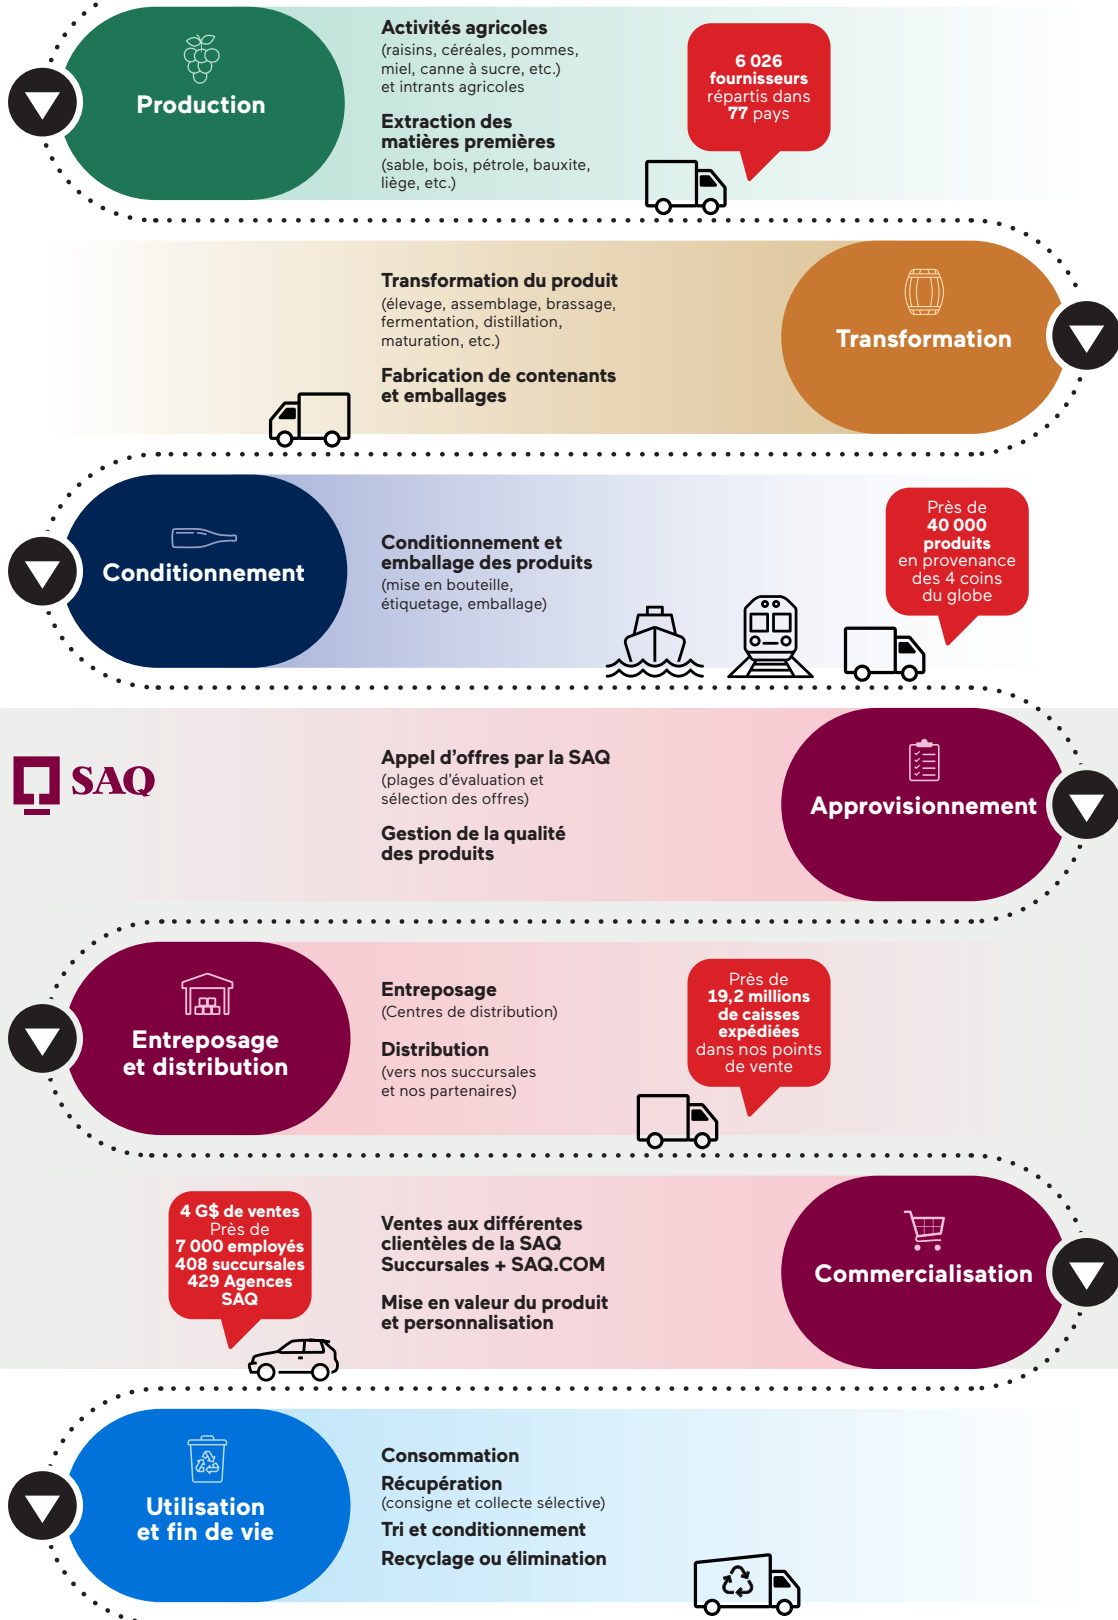 Production
Activités agricoles
(raisins, céréales, pommes,
miel, canne à sucre, etc.)
et intrants agricoles
Extraction des
matières premières
(sable, bois, pétrole, bauxite,
liège, etc.)
6 026
fournisseurs
répartis dans
77 pays
Transformation du produit
(élevage, assemblage, brassage,
fermentation, distillation,
maturation, etc.)
Fabrication de contenants
et emballages
Transformation
Conditionnement
Conditionnement et
emballage des produits
(mise en bouteille,
étiquetage, emballage)
Près de
40 000
produits
en provenance
des 4 coins
du globe
SAQ
Appel d’offres par la SAQ
(plages d’évaluation et
sélection des offres)
Gestion de la qualité
des produits
Approvisionnement
Entreposage
et distribution
Entreposage
(Centres de distribution)
Distribution
(vers nos succursales
et nos partenaires)
Près de
19,2 millions
de caisses
expédiées
dans nos points
de vente
4 G$ de ventes
Près de
7 000 employés
408 succursales
429 Agences
SAQ
Ventes aux différentes
clientèles de la SAQ
Succursales + SAQ.COM
Mise en valeur du produit
et personnalisation
Commercialisation
Utilisation
et fin de vie
Consommation
Récupération
(consigne et collecte sélective)
Tri et conditionnement
Recyclage ou élimination